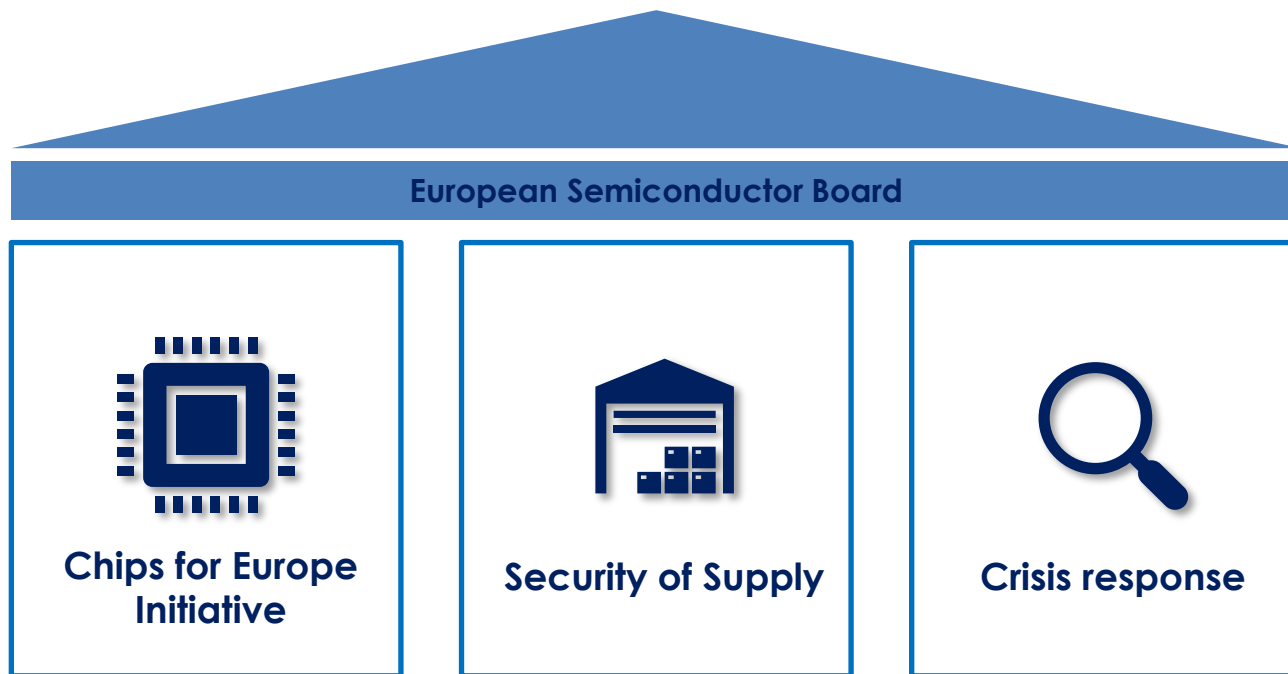 European Semiconductor Board
Chips for Europe
Initiative
Security of Supply
Crisis response